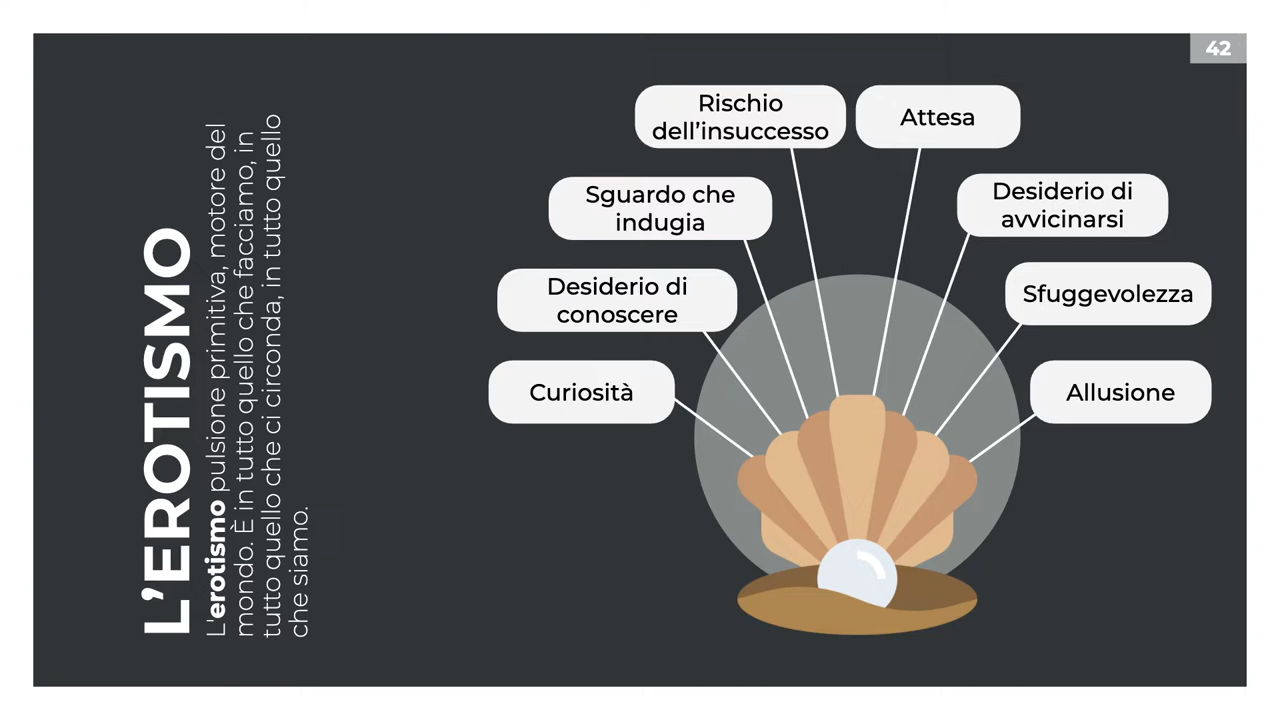 42
L'EROTISMO
L'erotismo pulsione primitiva, motore del
mondo. È in tutto quello che facciamo, in
tutto quello che ci circonda, in tutto quello
che siamo.
Rischio
dell’insuccesso
Attesa
Sguardo che
indugia
Desiderio di
avvicinarsi
Desiderio di
conoscere
Sfuggevolezza
Curiosità
Allusione